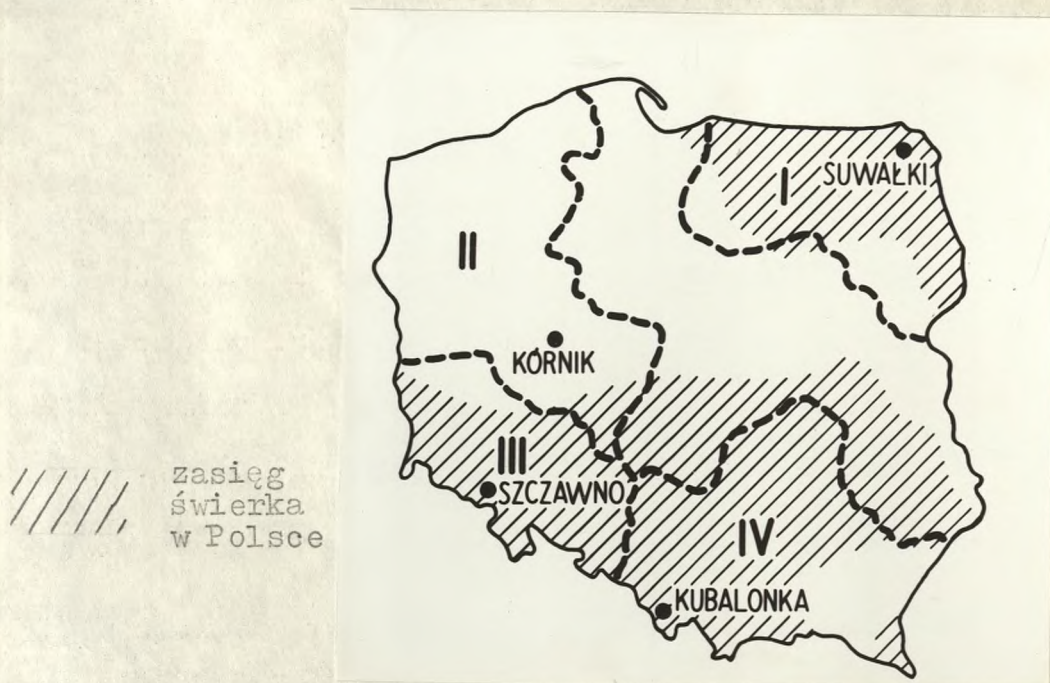 I
SUWAŁKI
II
KÓRNIK
III
SZCZAWNO
IV
KUBALONKA
zasięg
świerka
w Polsce